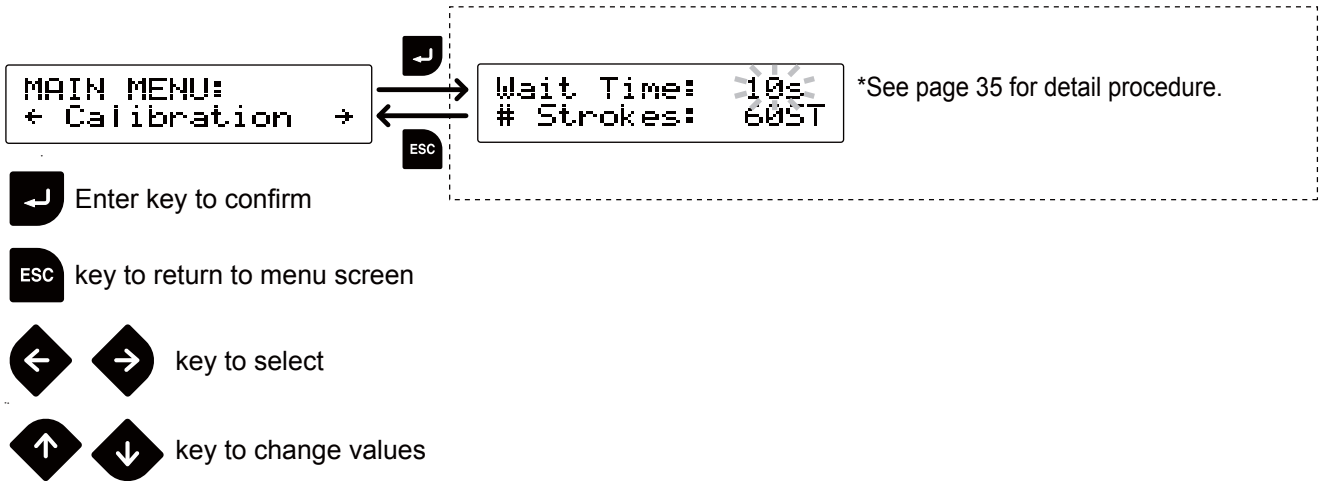 MAIN MENU:
← Calibration →
ESC
Wait Time: 10s
# Strokes: 60ST
*See page 35 for detail procedure.
Enter key to confirm
ESC key to return to menu screen
key to select
key to change values